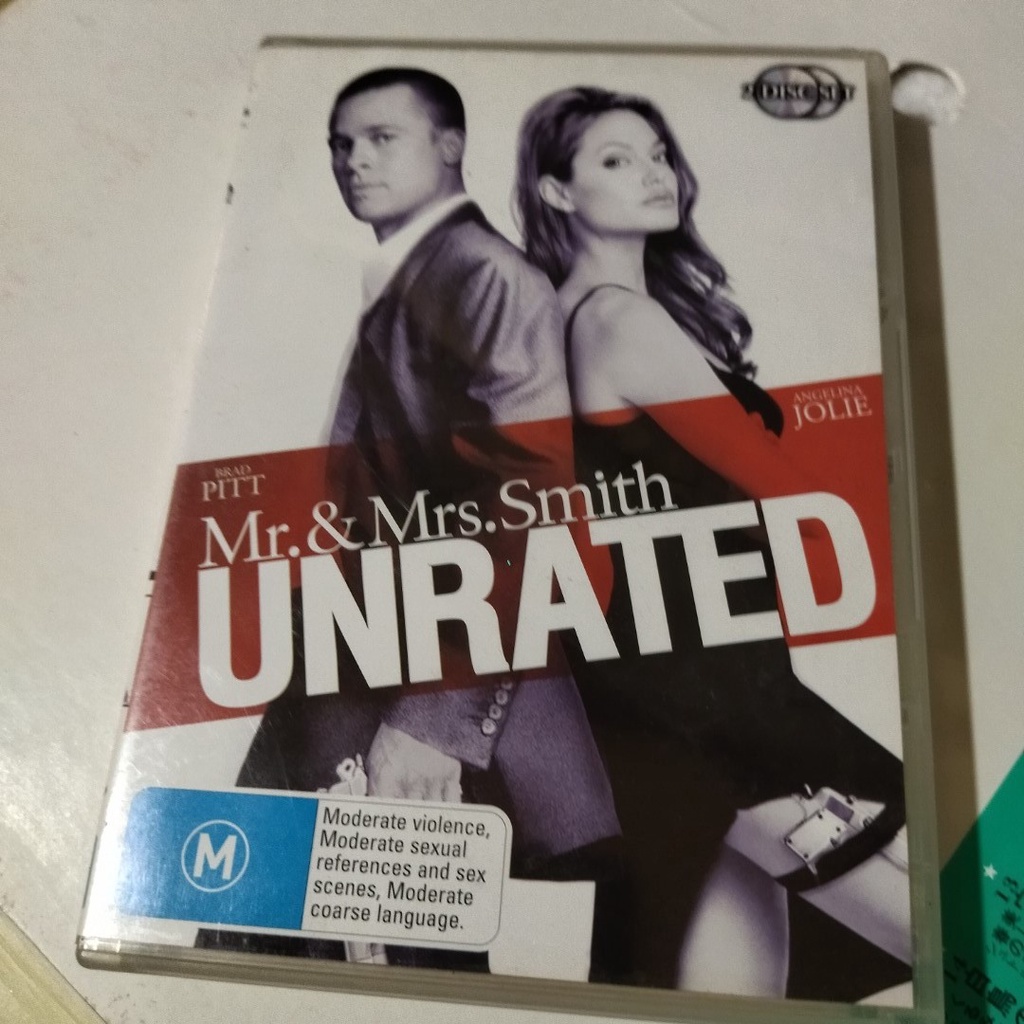 2 DISC SET
ANGELINA
JOLIE
BRAD
PITT
Mr. & Mrs. Smith
UNRATED
M
Moderate violence,
Moderate sexual
references and sex
scenes, Moderate
coarse language.